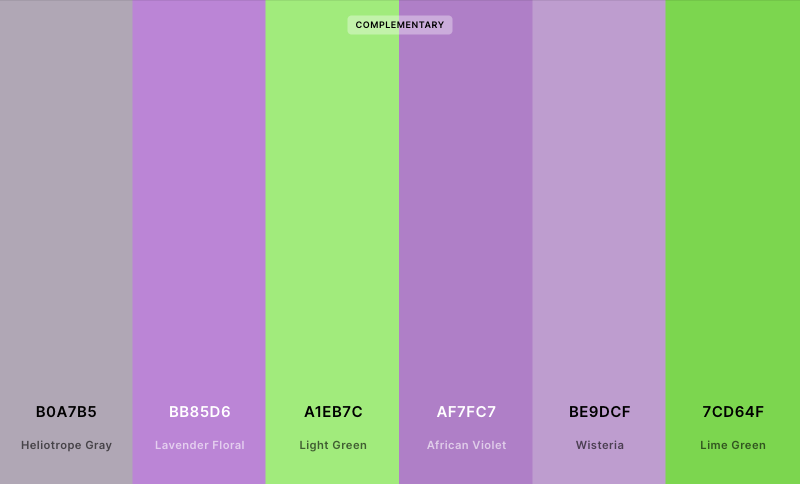 COMPLEMENTARY
B0A7B5
Heliotrope Gray
BB85D6
Lavender Floral
A1EB7C
Light Green
AF7FC7
African Violet
BE9DCF
Wisteria
7CD64F
Lime Green